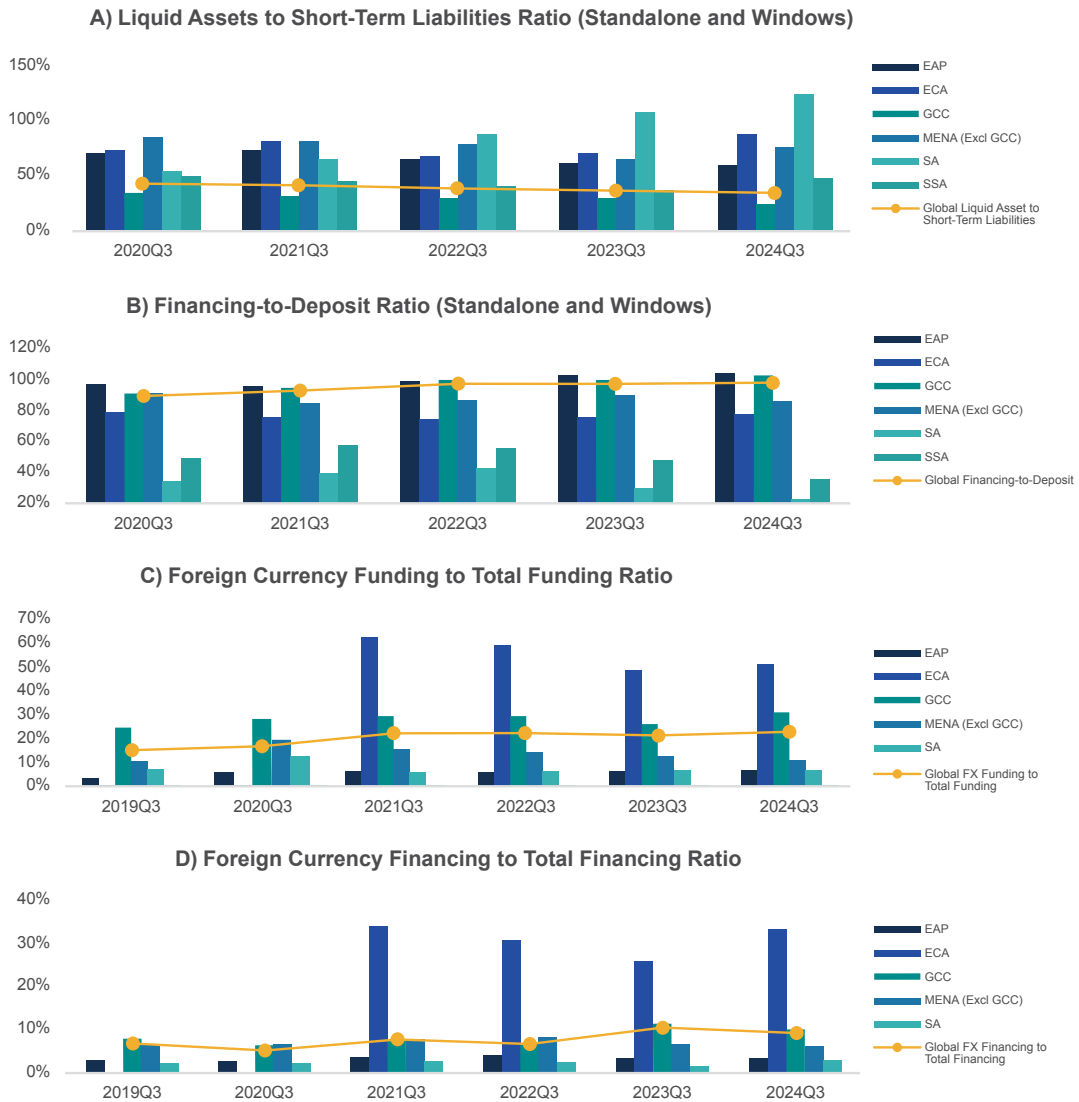 A) Liquid Assets to Short-Term Liabilities Ratio (Standalone and Windows)
150%
100%
50%
0%
2020Q3
2021Q3
2022Q3
2023Q3
2024Q3
EAP
ECA
GCC
MENA (Excl GCC)
SA
SSA
Global Liquid Asset to
Short-Term Liabilities
B) Financing-to-Deposit Ratio (Standalone and Windows)
120%
100%
80%
60%
40%
20%
2020Q3
2021Q3
2022Q3
2023Q3
2024Q3
EAP
ECA
GCC
MENA (Excl GCC)
SA
SSA
Global Financing-to-Deposit
C) Foreign Currency Funding to Total Funding Ratio
70%
60%
50%
40%
30%
20%
10%
0%
2019Q3
2020Q3
2021Q3
2022Q3
2023Q3
2024Q3
EAP
ECA
GCC
MENA (Excl GCC)
SA
Global FX Funding to
Total Funding
D) Foreign Currency Financing to Total Financing Ratio
40%
30%
20%
10%
0%
2019Q3
2020Q3
2021Q3
2022Q3
2023Q3
2024Q3
EAP
ECA
GCC
MENA (Excl GCC)
SA
Global FX Financing to
Total Financing